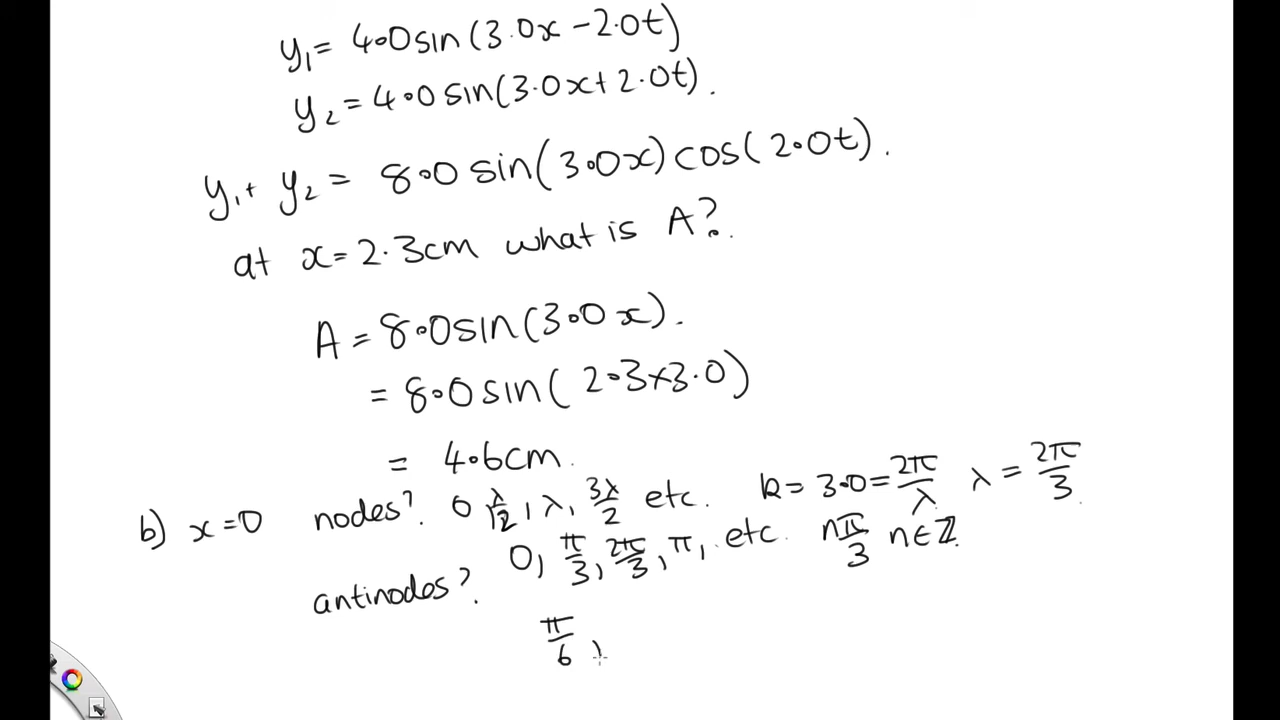 y₁= 4.0sin(3.0x -2.0t)
y₂ = 4.0 sin(3.0x+ 2.0t).
y₁+ y₂ = 8.0 sin(3.0x) cos(2.0t).
at x= 2.3cm what is A?
A = 8.0sin(3.0x).
= 8.0sin(2.3×3.0)
= 4.6cm.
b) x=0 nodes? 0, λ/2, λ, 3λ/2 etc. k= 3.0= 2π/λ λ = 2π/3.
0, π/3, 2π/3, π, etc. nπ/3 n∈ℤ.
antinodes?
π/6,